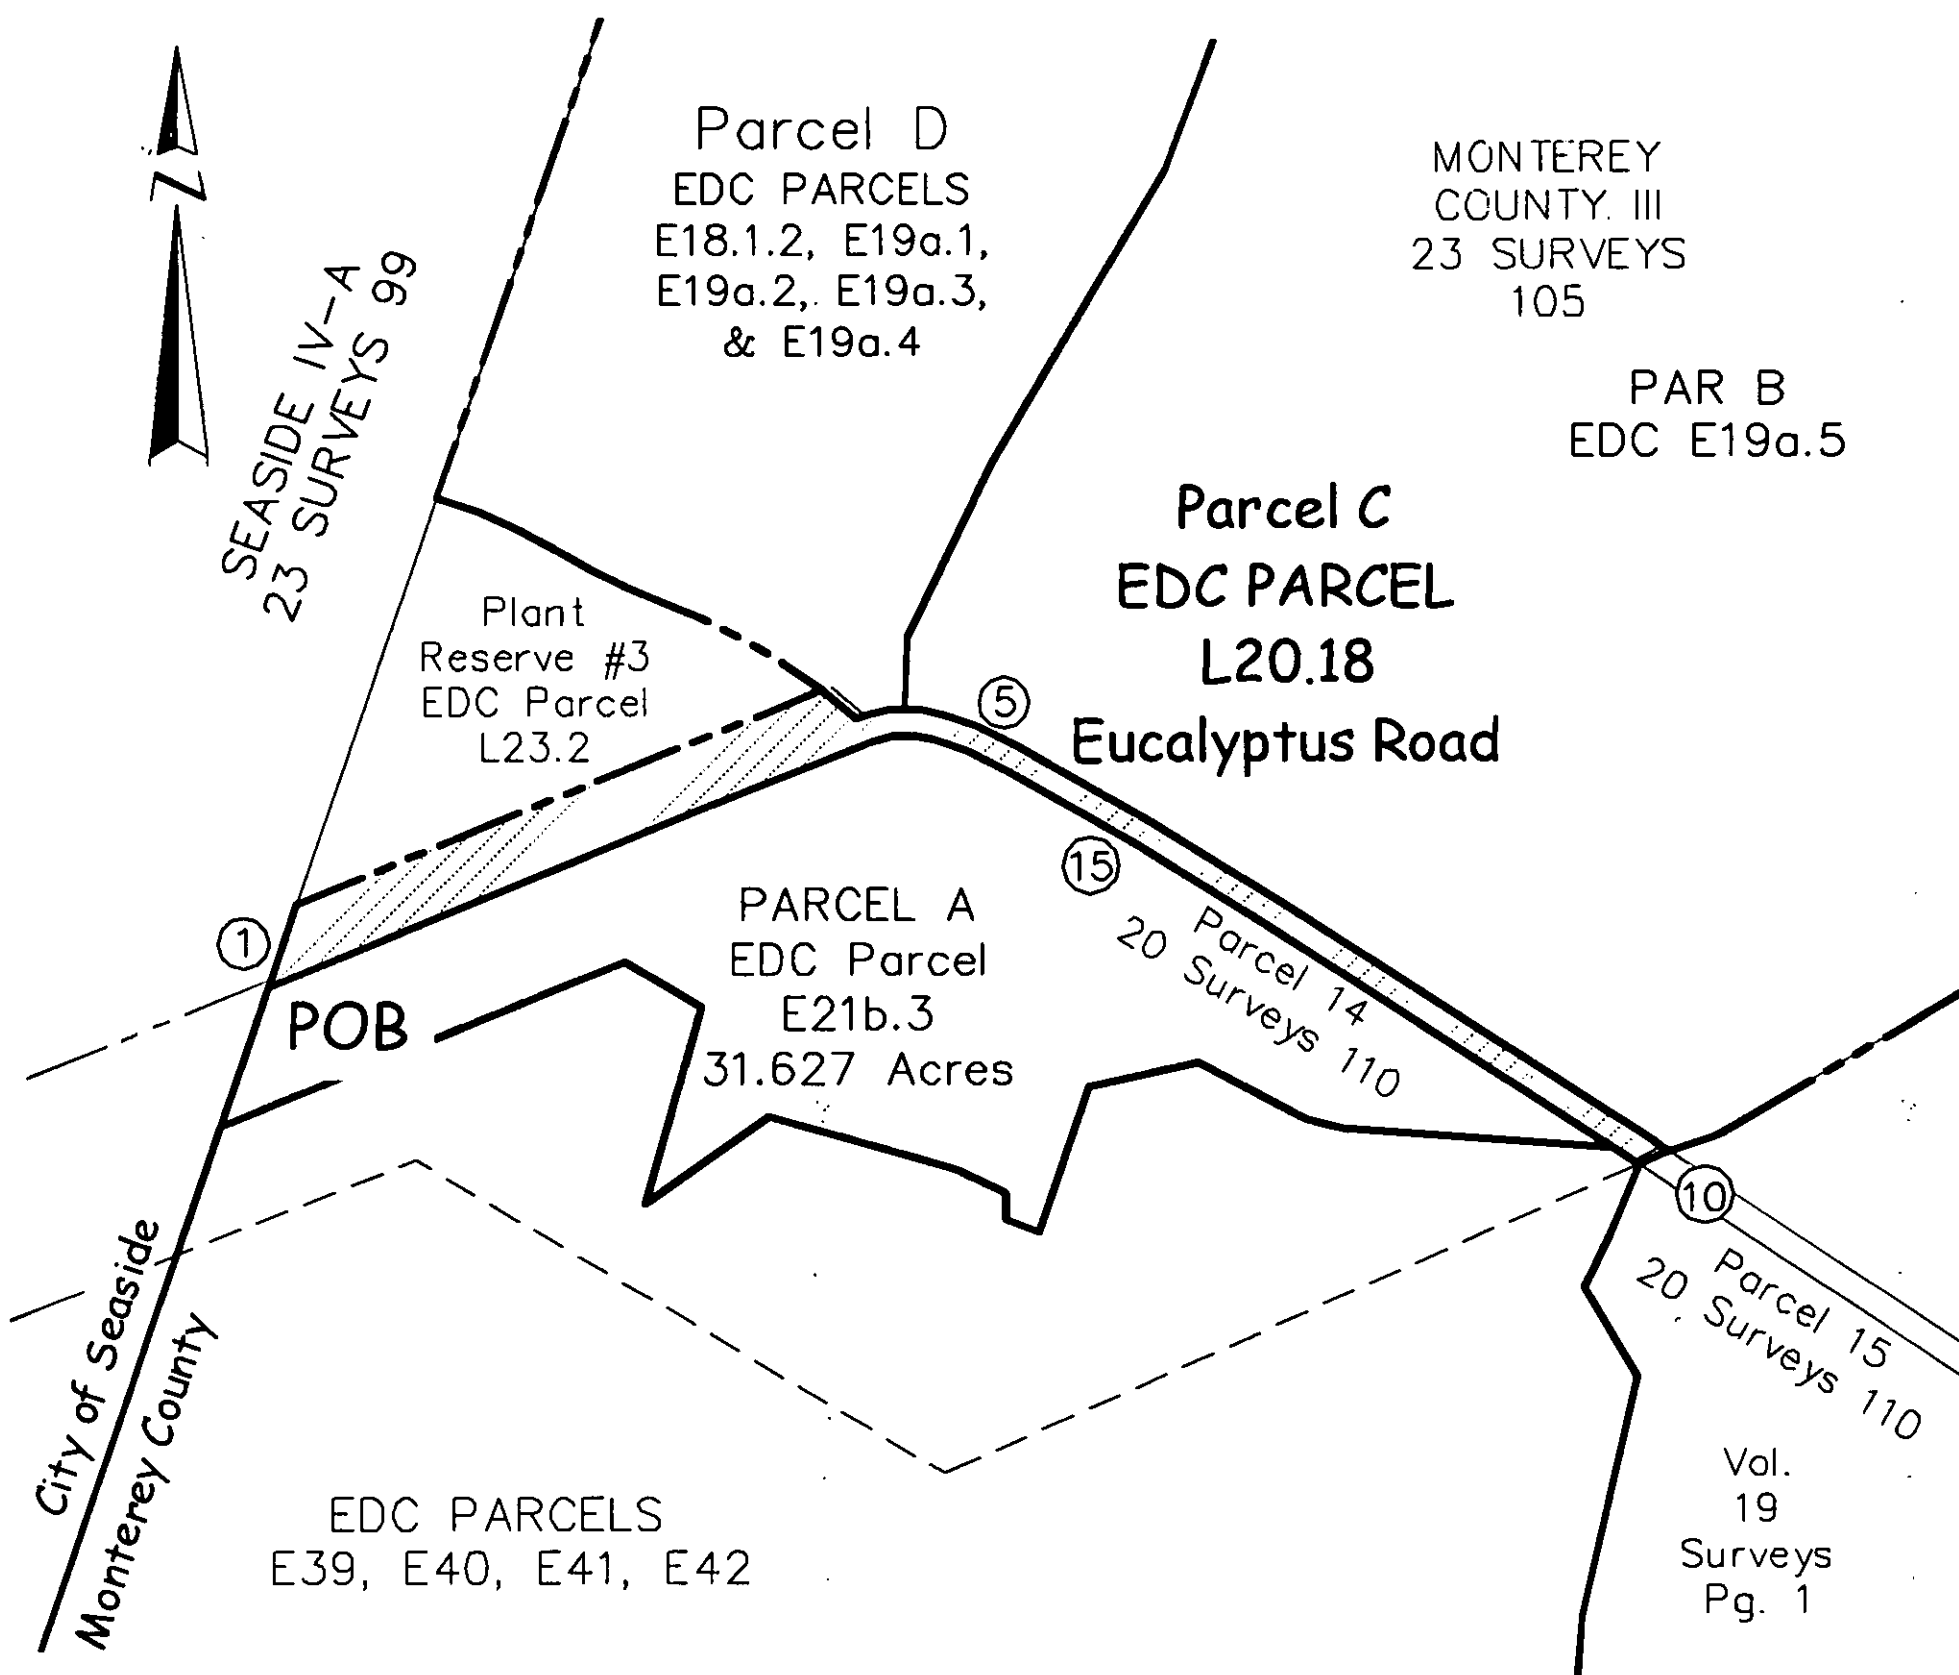 N
Parcel D
EDC PARCELS
E18.1.2, E19a.1,
E19a.2, E19a.3,
& E19a.4
MONTEREY
COUNTY. III
23 SURVEYS
105
SEASIDE IV-A
23 SURVEYS 99
PAR B
EDC E19a.5
Parcel C
EDC PARCEL
L20.18
Eucalyptus Road
Plant
Reserve #3
EDC Parcel
L23.2
5
15
1
POB
PARCEL A
EDC Parcel
E21b.3
31.627 Acres
Parcel 14
20 Surveys 110
10
Parcel 15
20 Surveys 110
City of Seaside
Monterey County
EDC PARCELS
E39, E40, E41, E42
Vol.
19
Surveys
Pg. 1